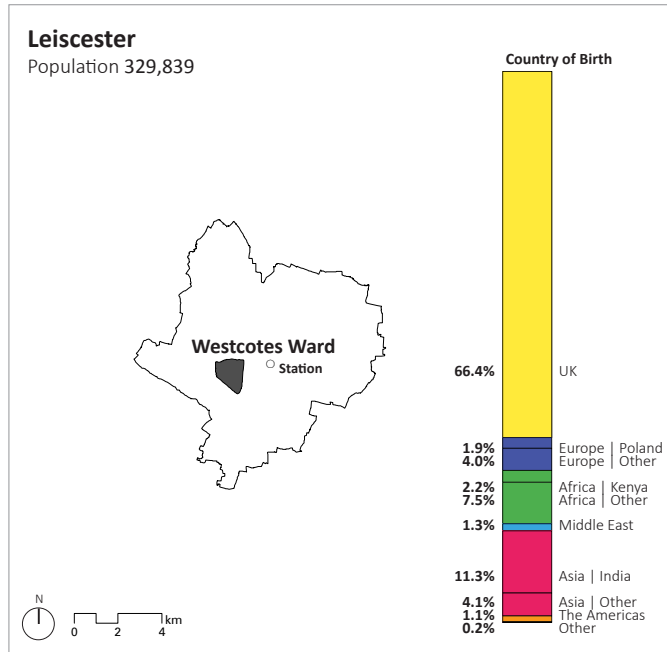 Leiscester
Population 329,839
Country of Birth
Westcotes Ward
Station
66.4% UK
1.9% Europe | Poland
4.0% Europe | Other
2.2% Africa | Kenya
7.5% Africa | Other
1.3% Middle East
11.3% Asia | India
4.1% Asia | Other
1.1% The Americas
0.2% Other
N
km
0 2 4